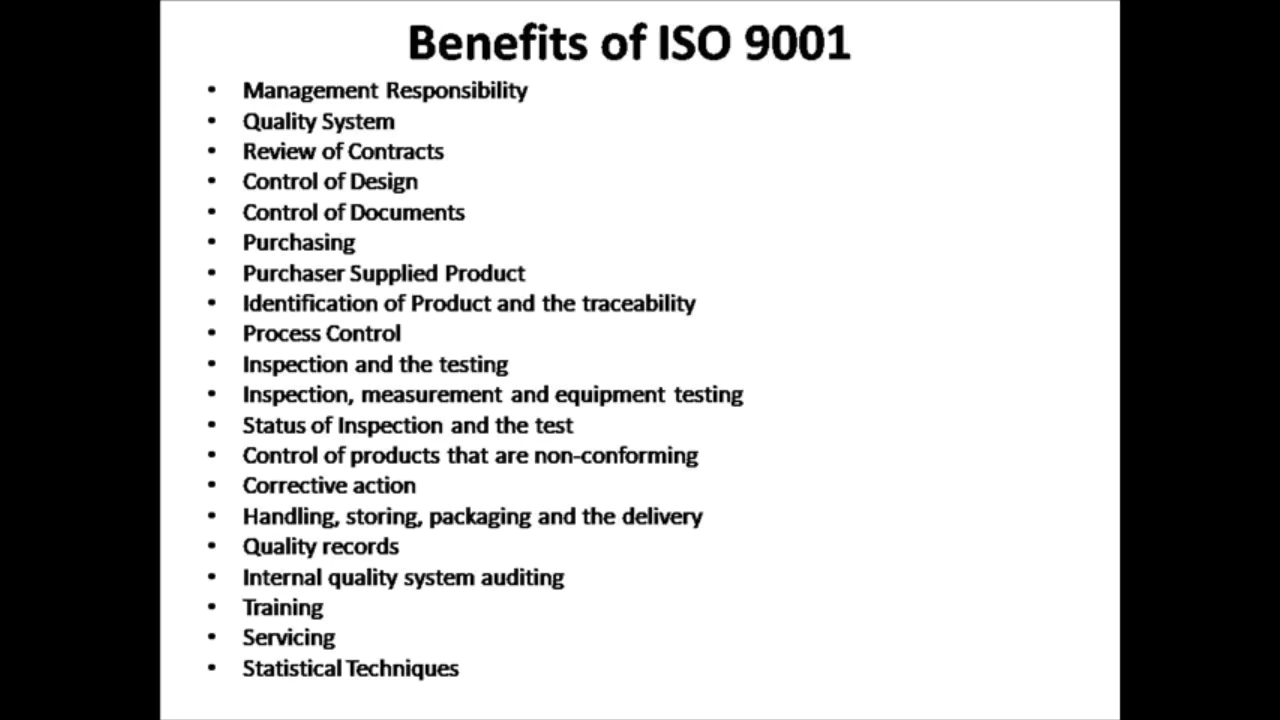 Benefits of ISO 9001
• Management Responsibility
• Quality System
• Review of Contracts
• Control of Design
• Control of Documents
• Purchasing
• Purchaser Supplied Product
• Identification of Product and the traceability
• Process Control
• Inspection and the testing
• Inspection, measurement and equipment testing
• Status of Inspection and the test
• Control of products that are non-conforming
• Corrective action
• Handling, storing, packaging and the delivery
• Quality records
• Internal quality system auditing
• Training
• Servicing
• Statistical Techniques